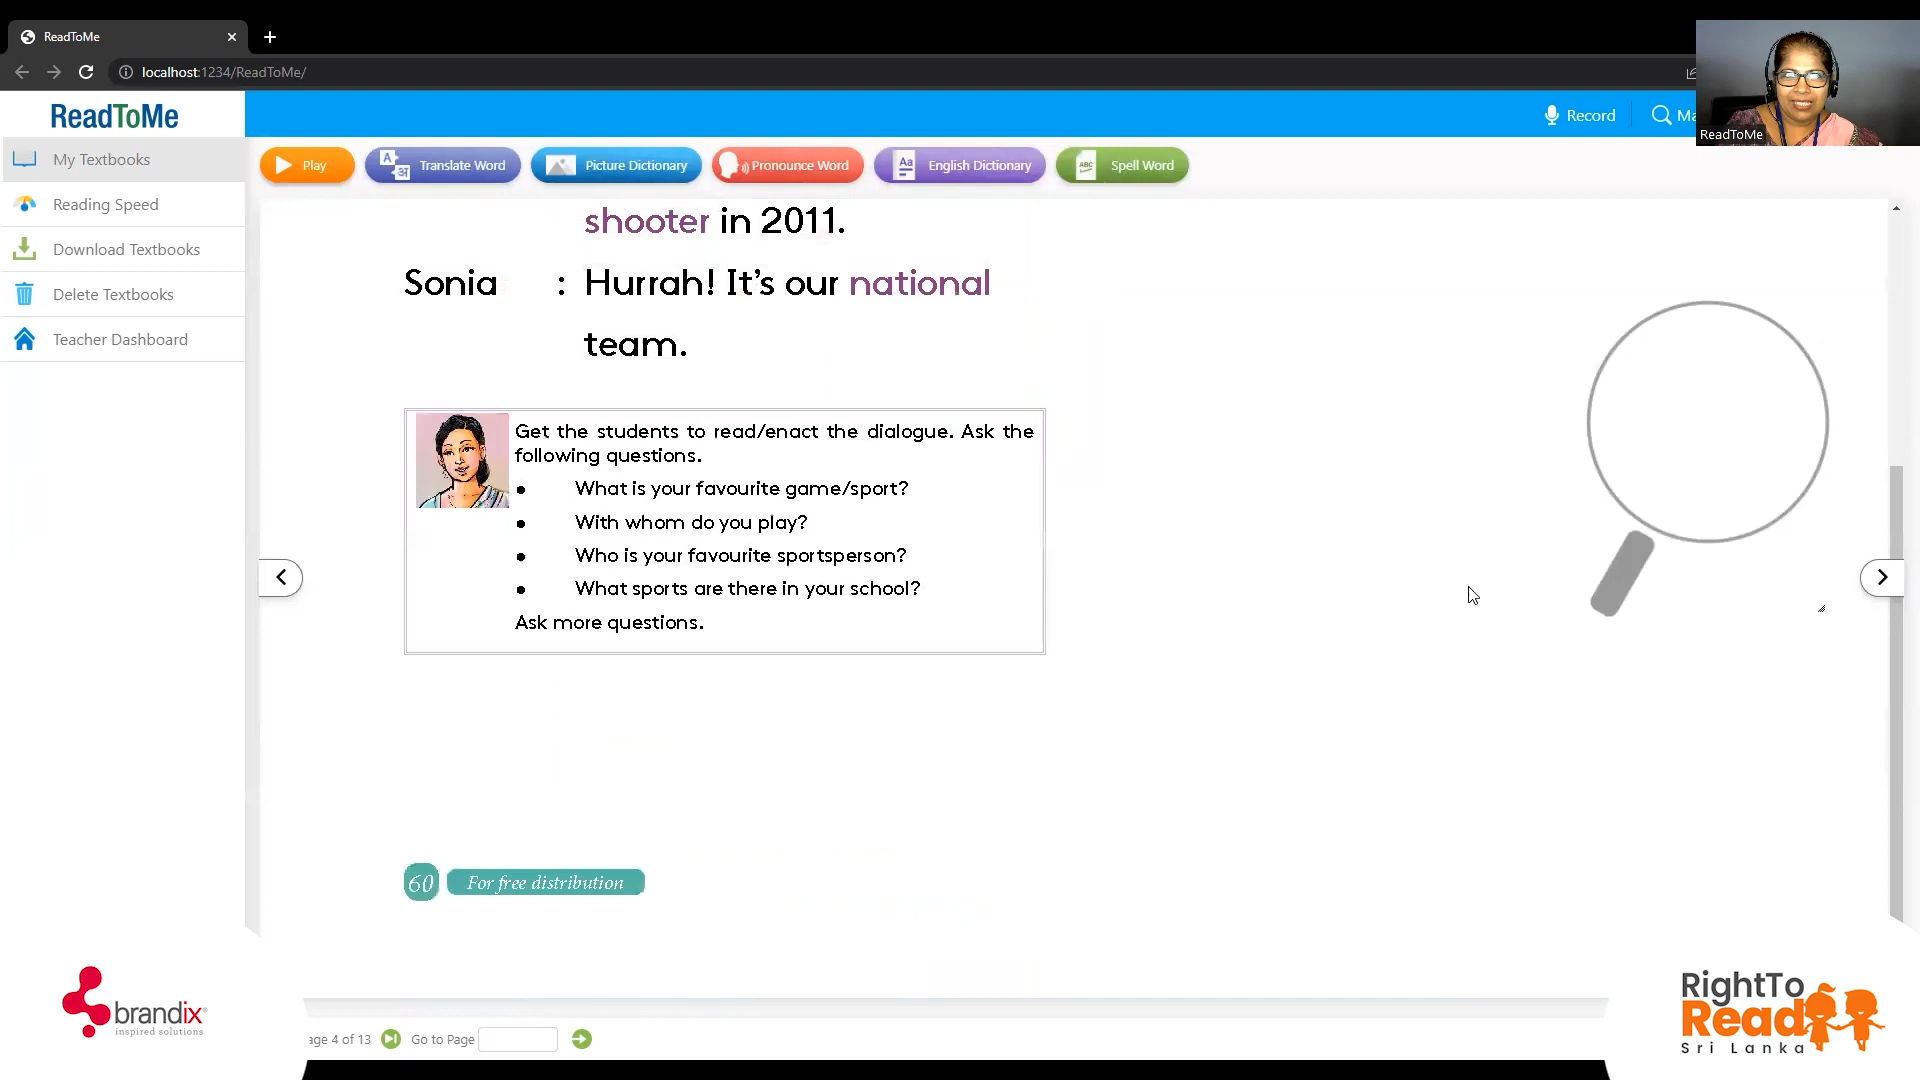 ReadToMe
localhost:1234/ReadToMe/
ReadToMe
Record
Ma
ReadToMe
My Textbooks
Reading Speed
Download Textbooks
Delete Textbooks
Teacher Dashboard
Play
Translate Word
Picture Dictionary
Pronounce Word
English Dictionary
Spell Word
shooter in 2011.
Sonia : Hurrah! It's our national
team.
Get the students to read/enact the dialogue. Ask the
following questions.
● What is your favourite game/sport?
● With whom do you play?
● Who is your favourite sportsperson?
● What sports are there in your school?
Ask more questions.
60 For free distribution
brandix
inspired solutions
age 4 of 13
Go to Page
RightTo
Read
Sri Lanka